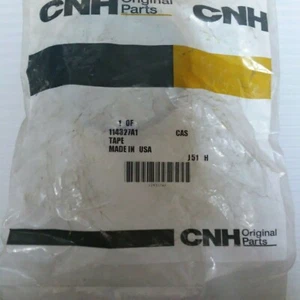 CNH Original Parts CNH
1 OF
114327A1 CAS
TAPE
MADE IN USA
151 H
CNH Original Parts